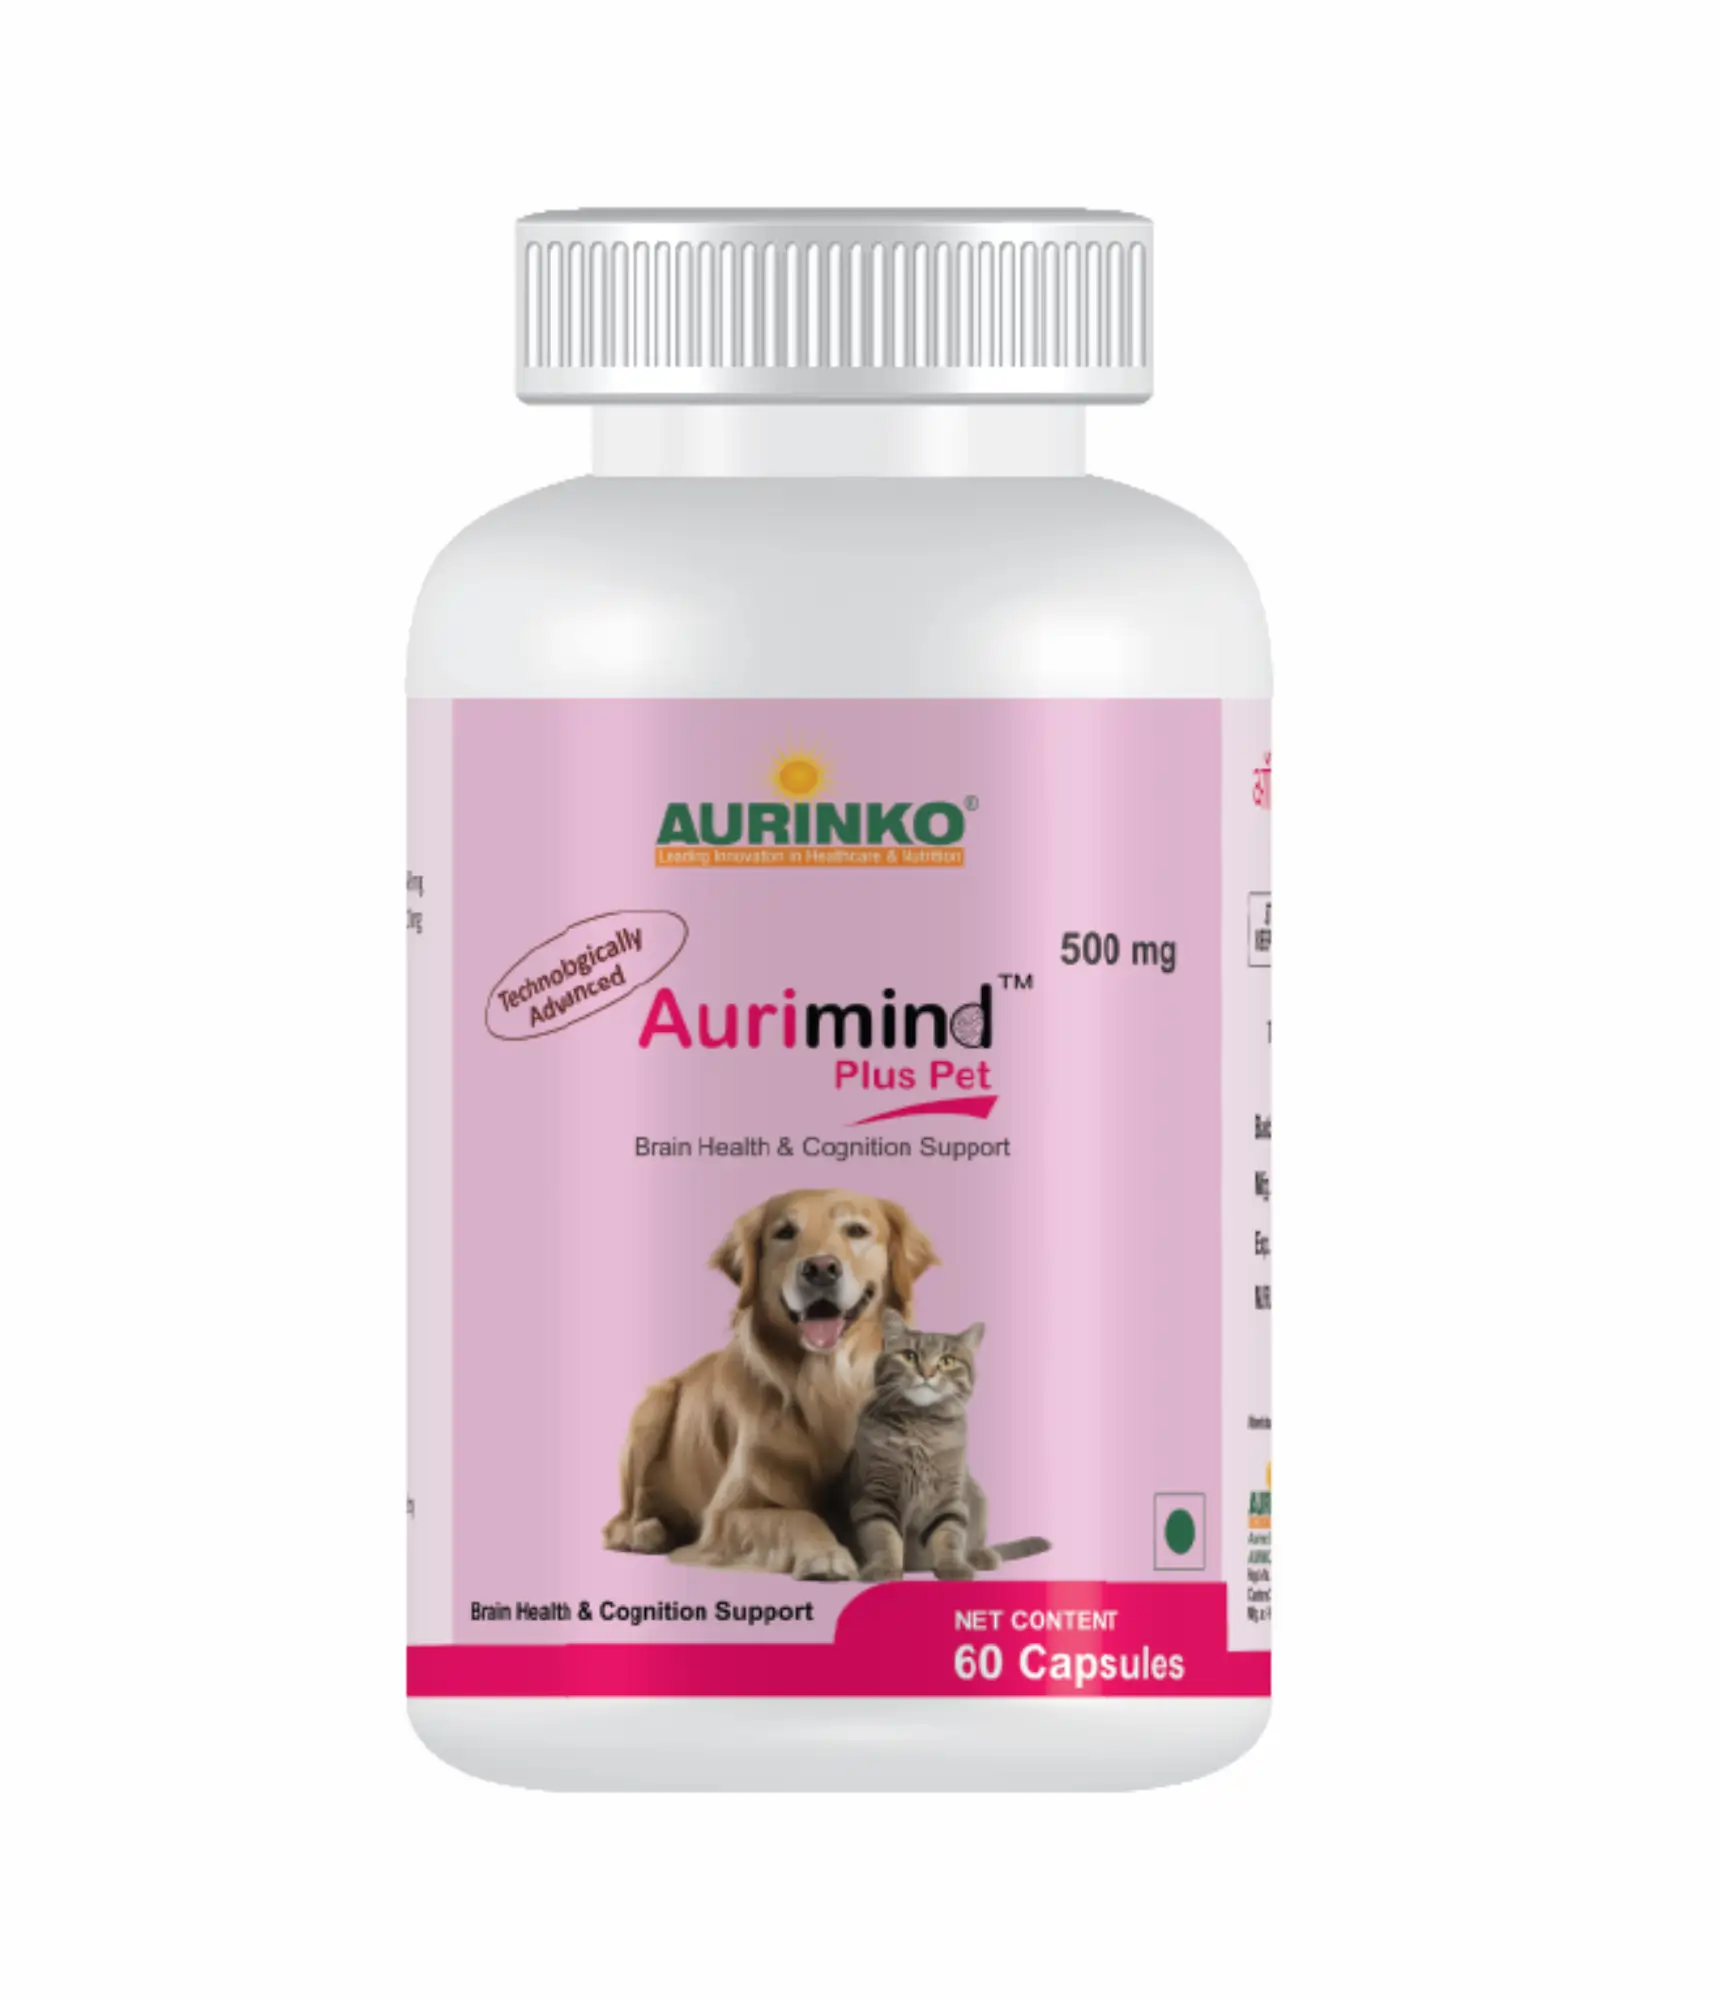 AURINKO®
Leading Innovation in Healthcare & Nutrition
Technologically
Advanced
500 mg
Aurimind™
Plus Pet
Brain Health & Cognition Support
Brain Health & Cognition Support
NET CONTENT
60 Capsules